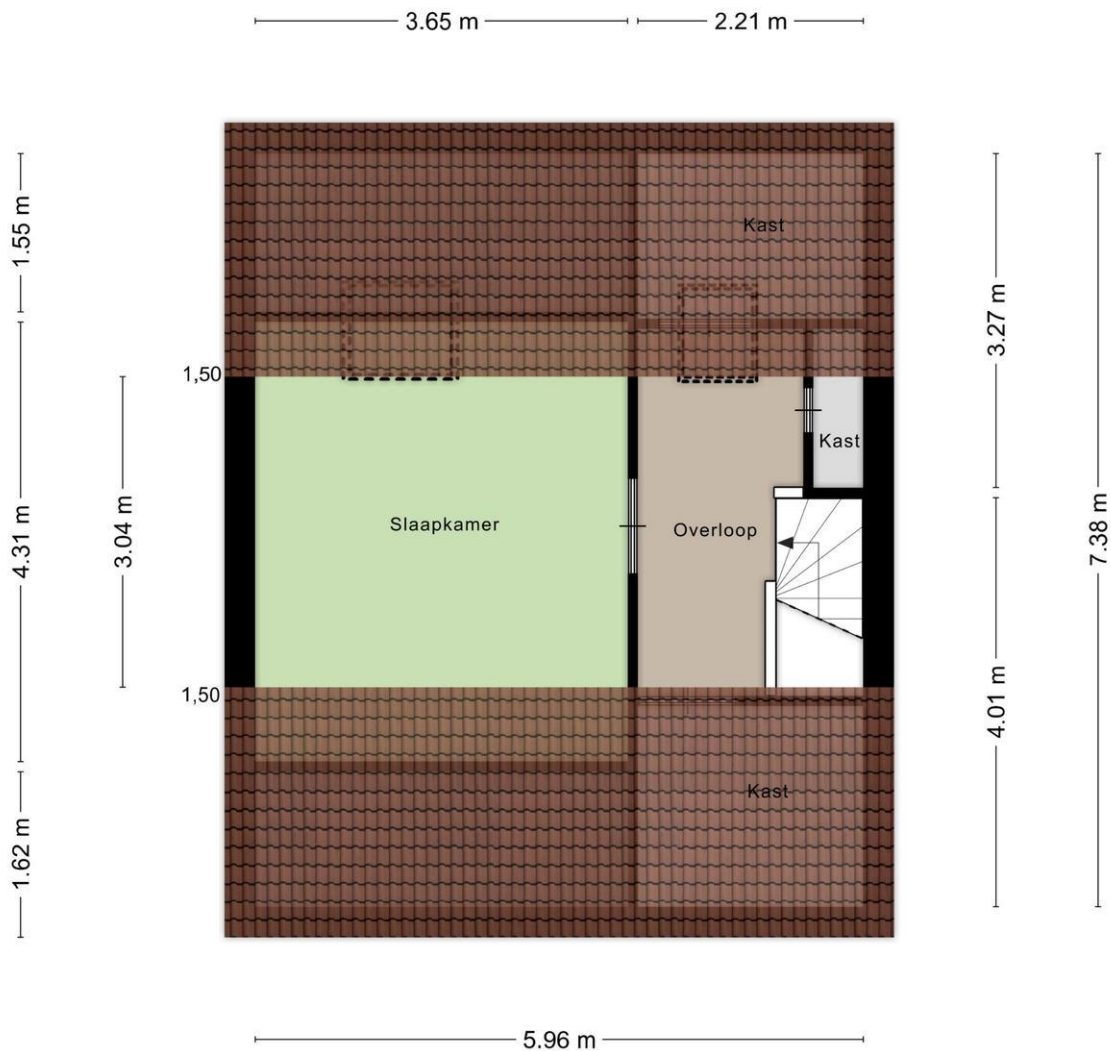 3.65 m
2.21 m
1.55 m
Kast
3.27 m
1,50
Kast
4.31 m
3.04 m
Slaapkamer
Overloop
7.38 m
1,50
4.01 m
Kast
1.62 m
5.96 m